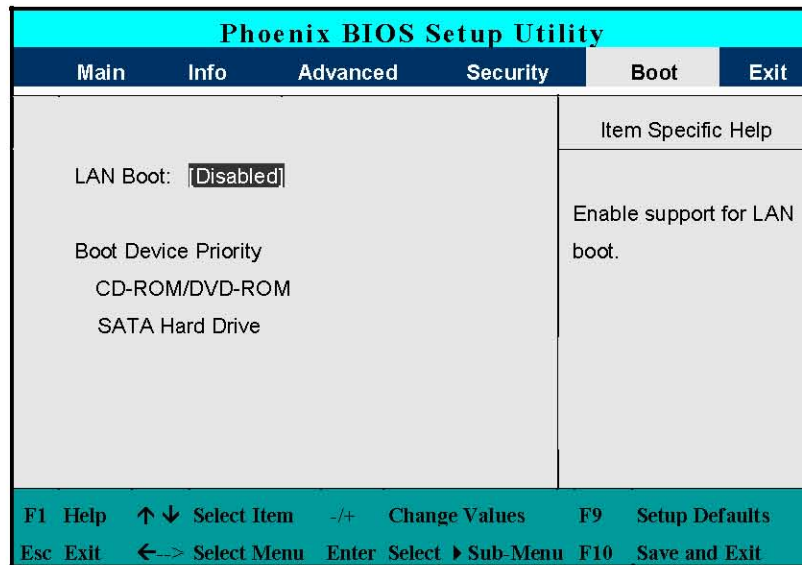 Phoenix BIOS Setup Utility
Main Info Advanced Security Boot Exit
Item Specific Help
LAN Boot: [Disabled]
Enable support for LAN
boot.
Boot Device Priority
CD-ROM/DVD-ROM
SATA Hard Drive
F1 Help ↑↓ Select Item -/+ Change Values F9 Setup Defaults
Esc Exit ←--> Select Menu Enter Select ▶ Sub-Menu F10 Save and Exit